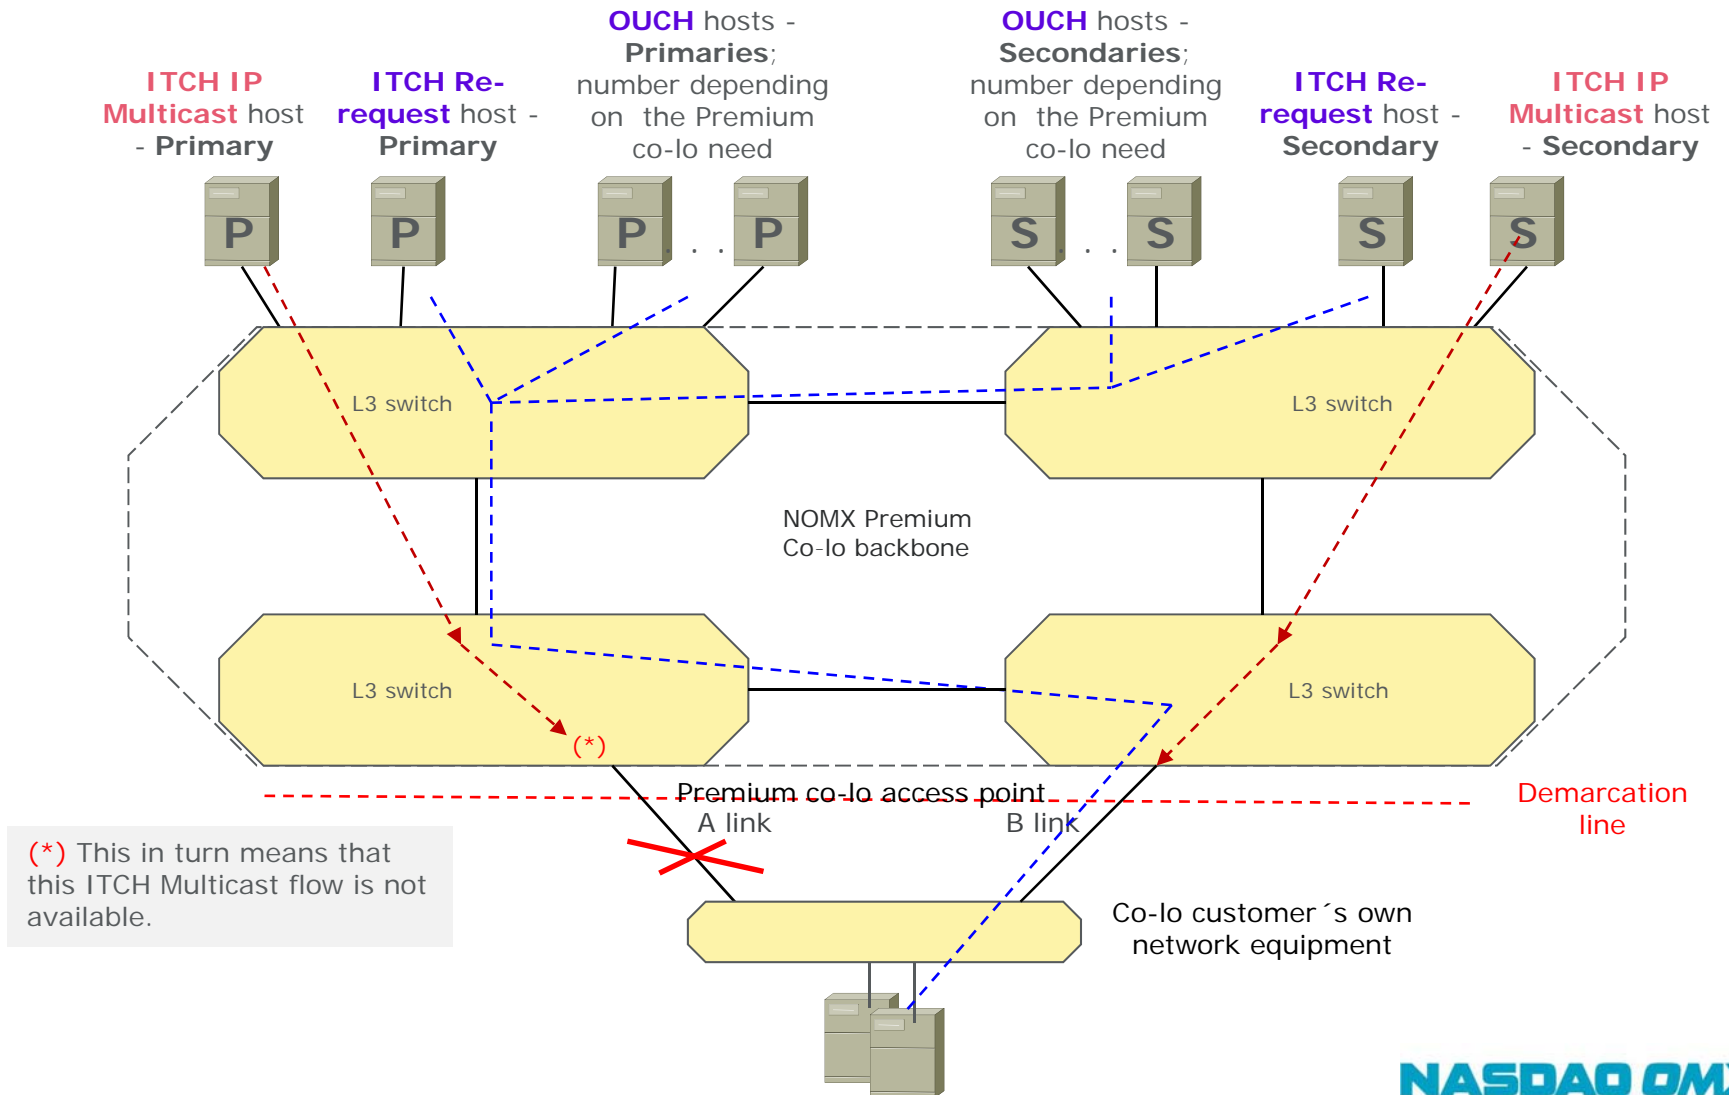 ITCH IP
Multicast host
- Primary
ITCH Re-
request host -
Primary
OUCH hosts -
Primaries;
number depending
on the Premium
co-lo need
OUCH hosts -
Secondaries;
number depending
on the Premium
co-lo need
ITCH Re-
request host -
Secondary
ITCH IP
Multicast host
- Secondary
P
P
P . . . P
S . . . S
S
S
L3 switch
L3 switch
NOMX Premium
Co-lo backbone
L3 switch
L3 switch
(*)
Premium co-lo access point
A link
B link
Demarcation
line
(*) This in turn means that
this ITCH Multicast flow is not
available.
Co-lo customer´s own
network equipment
NASDAQ OMX